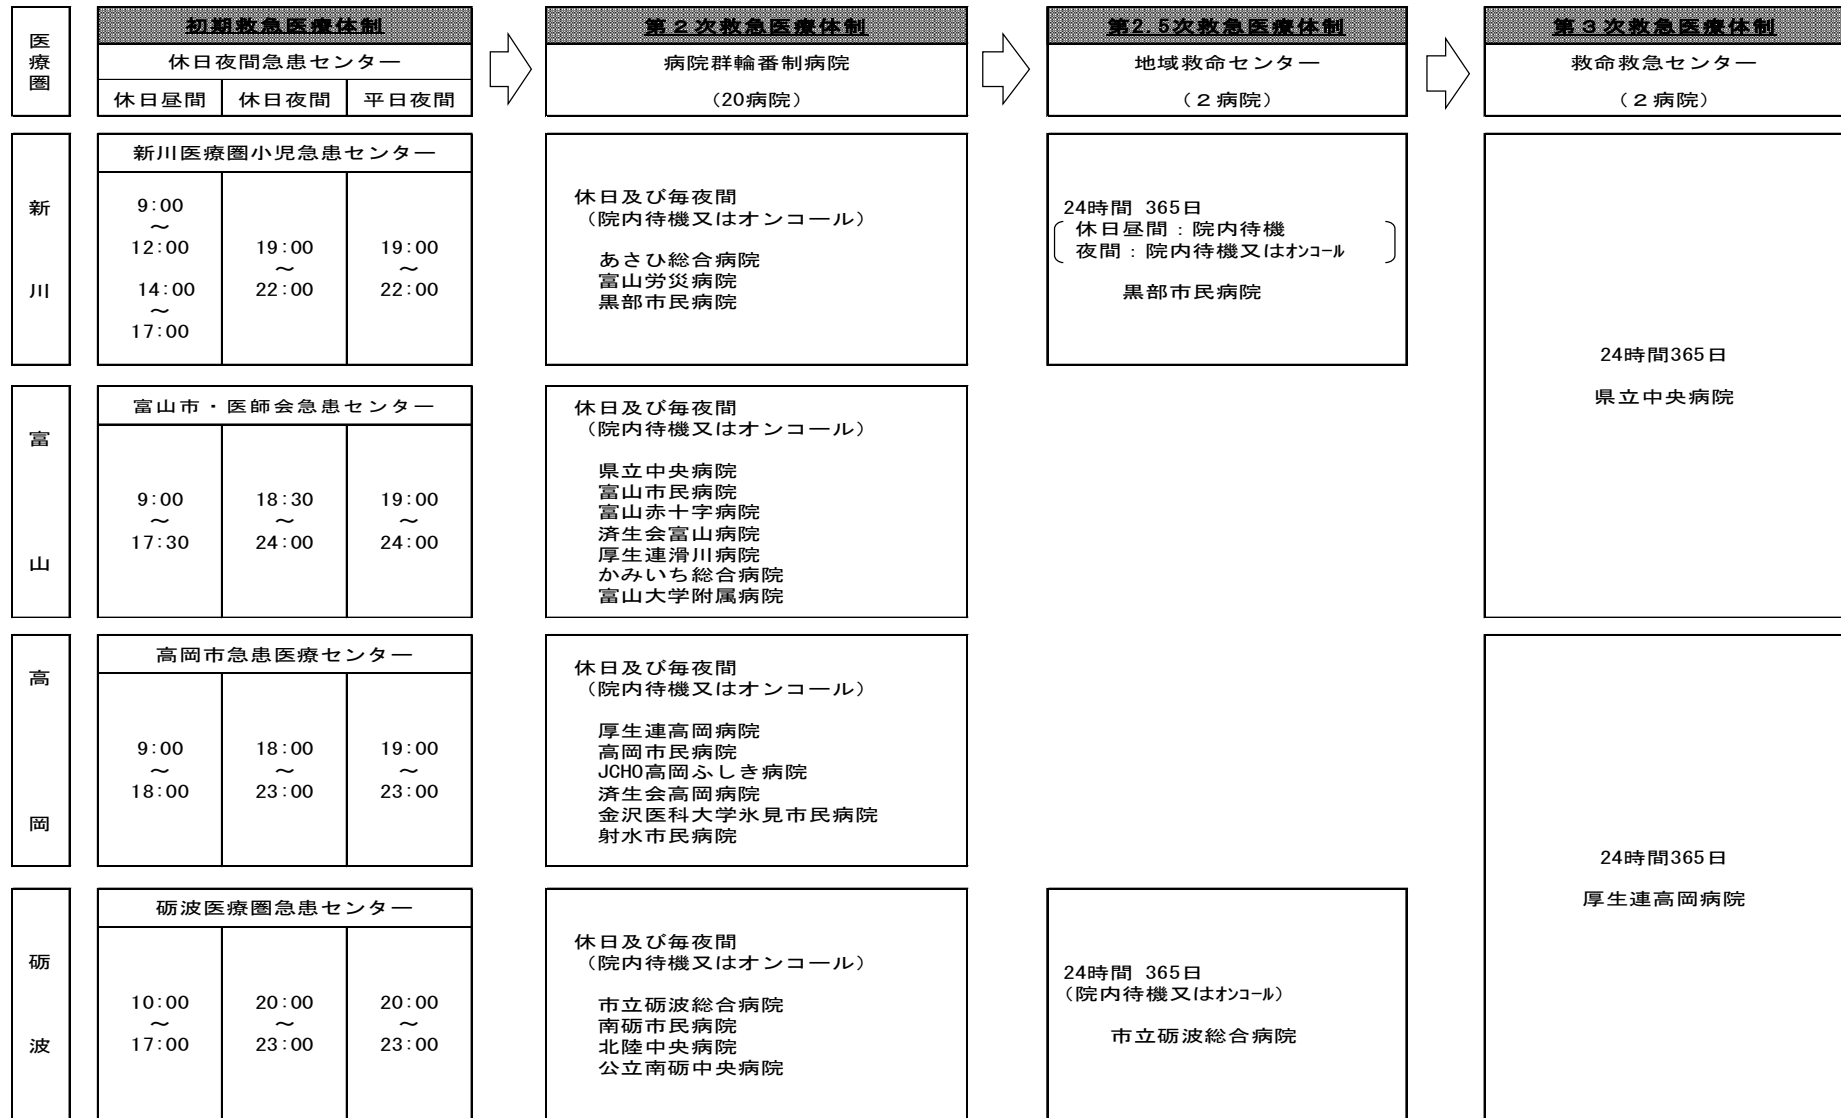 医
療
圏
初期救急医療体制
休日夜間急患センター
休日昼間
休日夜間
平日夜間
第２次救急医療体制
病院群輪番制病院
（20病院）
第2.5次救急医療体制
地域救命センター
（２病院）
第３次救急医療体制
救命救急センター
（２病院）
新
川
新川医療圏小児急患センター
9:00
～
12:00
14:00
～
17:00
19:00
～
22:00
19:00
～
22:00
休日及び毎夜間
（院内待機又はオンコール）
あさひ総合病院
富山労災病院
黒部市民病院
24時間 365日
休日昼間：院内待機
夜間：院内待機又はｵﾝｺｰﾙ
黒部市民病院
24時間365日
県立中央病院
富
山
富山市・医師会急患センター
9:00
～
17:30
18:30
～
24:00
19:00
～
24:00
休日及び毎夜間
（院内待機又はオンコール）
県立中央病院
富山市民病院
富山赤十字病院
済生会富山病院
厚生連滑川病院
かみいち総合病院
富山大学附属病院
高
岡
高岡市急患医療センター
9:00
～
18:00
18:00
～
23:00
19:00
～
23:00
休日及び毎夜間
（院内待機又はオンコール）
厚生連高岡病院
高岡市民病院
JCHO高岡ふしき病院
済生会高岡病院
金沢医科大学氷見市民病院
射水市民病院
24時間365日
厚生連高岡病院
砺
波
砺波医療圏急患センター
10:00
～
17:00
20:00
～
23:00
20:00
～
23:00
休日及び毎夜間
（院内待機又はオンコール）
市立砺波総合病院
南砺市民病院
北陸中央病院
公立南砺中央病院
24時間 365日
（院内待機又はｵﾝｺｰﾙ）
市立砺波総合病院